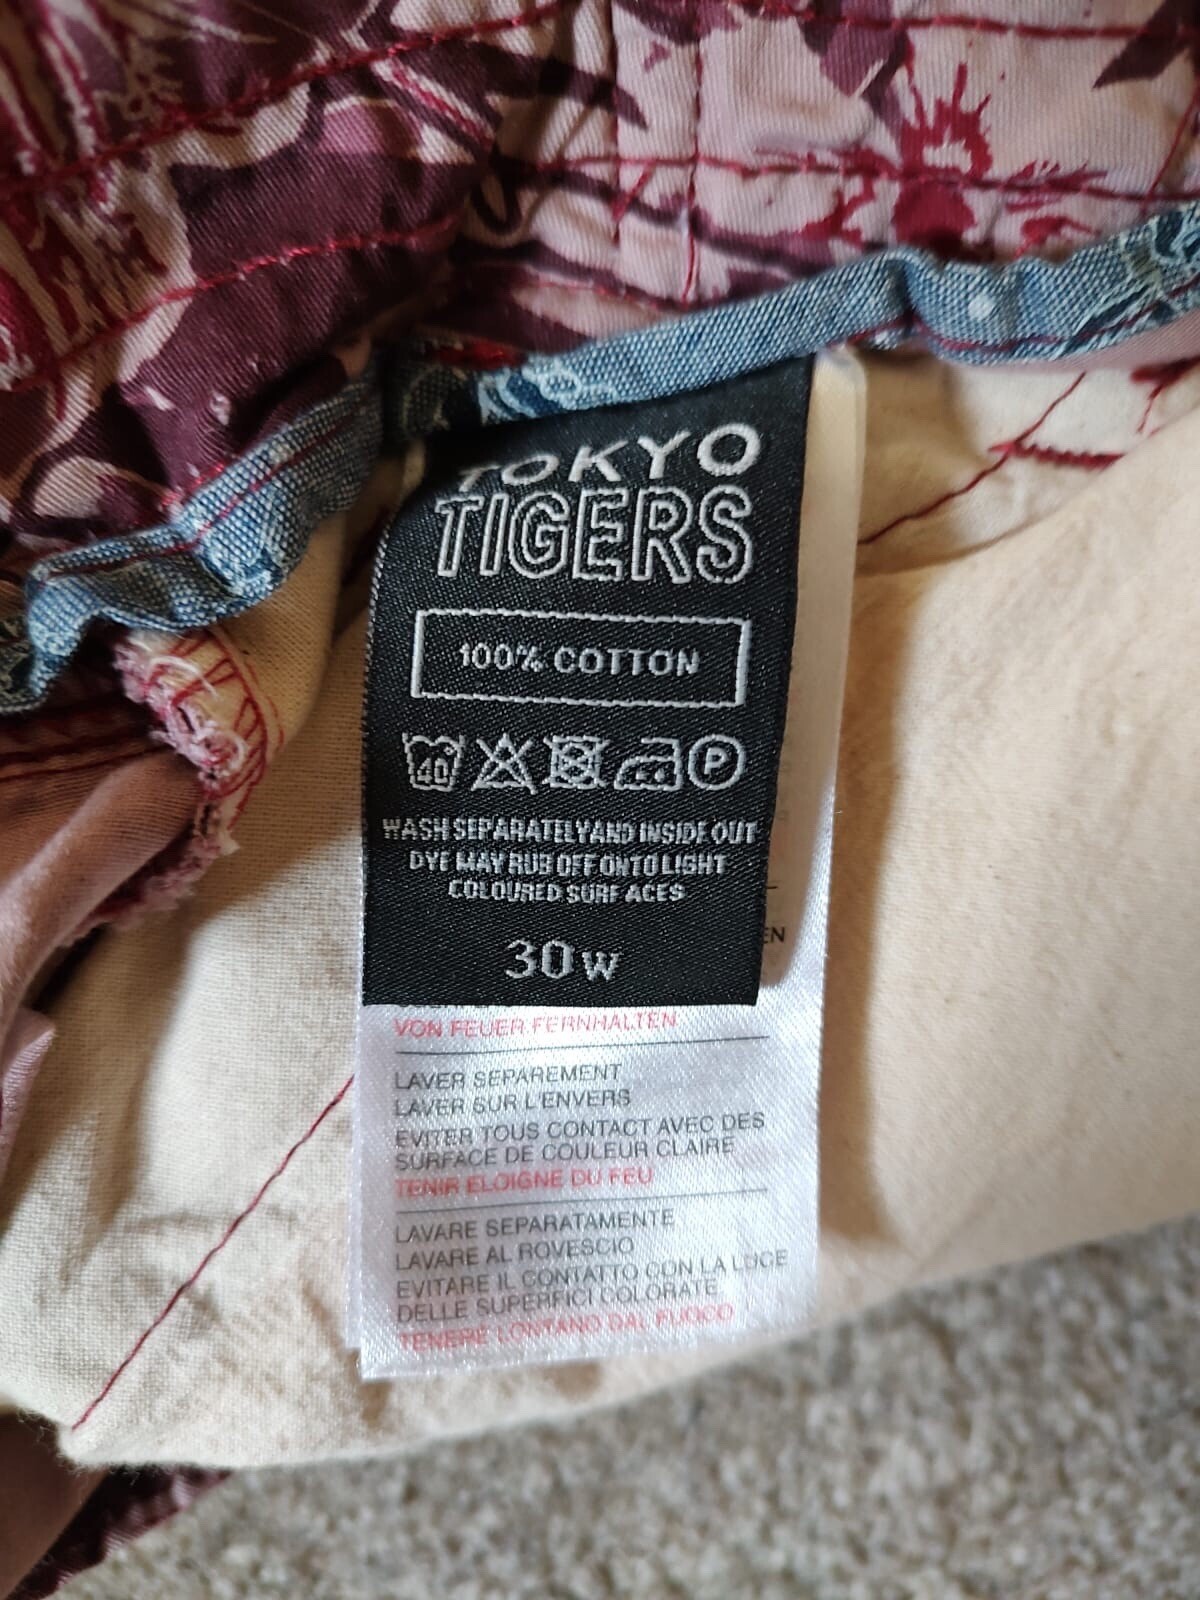 TOKYO
TIGERS
100% COTTON
40
P
WASH SEPARATELY AND INSIDE OUT
DYE MAY RUB OFF ONTO LIGHT
COLOURED SURFACES
30W
EN
VON FEUER FERNHALTEN
LAVER SEPAREMENT
LAVER SUR L'ENVERS
EVITER TOUS CONTACT AVEC DES
SURFACE DE COULEUR CLAIRE
TENIR ELOIGNE DU FEU
LAVARE SEPARATAMENTE
LAVARE AL ROVESCIO
EVITARE IL CONTATTO CON LA LUCE
DELLE SUPERFICI COLORATE
TENERE LONTANO DAL FUOCO